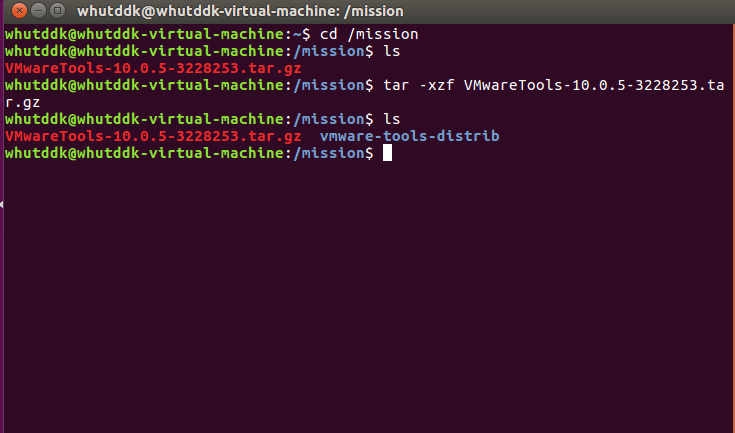 whutddk@whutddk-virtual-machine: /mission
whutddk@whutddk-virtual-machine:~$ cd /mission
whutddk@whutddk-virtual-machine:/mission$ ls
VMwareTools-10.0.5-3228253.tar.gz
whutddk@whutddk-virtual-machine:/mission$ tar -xzf VMwareTools-10.0.5-3228253.ta
r.gz
whutddk@whutddk-virtual-machine:/mission$ ls
VMwareTools-10.0.5-3228253.tar.gz  vmware-tools-distrib
whutddk@whutddk-virtual-machine:/mission$